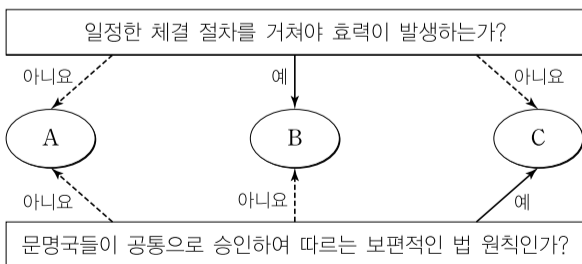 일정한 체결 절차를 거쳐야 효력이 발생하는가?
아니요 예 아니요
A B C
아니요 아니요 예
문명국들이 공통으로 승인하여 따르는 보편적인 법 원칙인가?